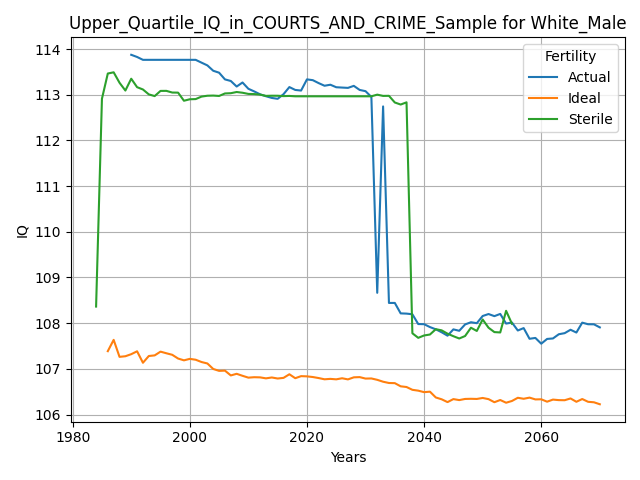 Upper_Quartile_IQ_in_COURTS_AND_CRIME_Sample for White_Male
Fertility
Actual
Ideal
Sterile
IQ
114
113
112
111
110
109
108
107
106
1980
2000
2020
2040
2060
Years